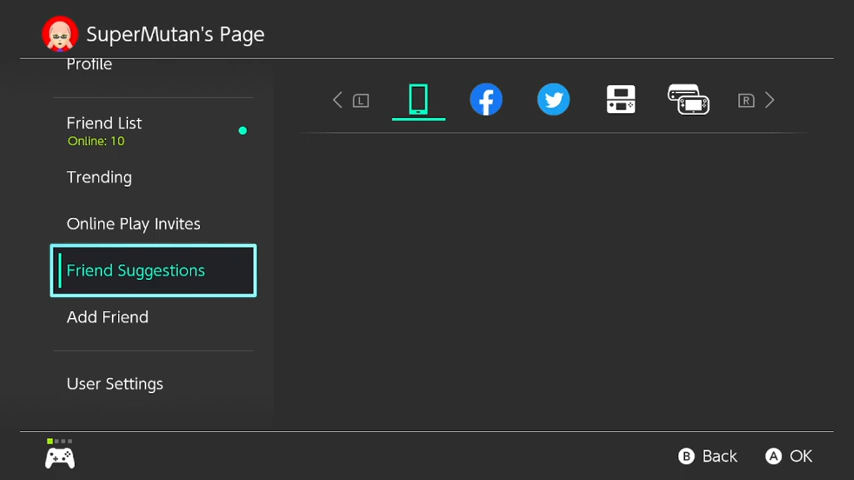 SuperMutan's Page
Profile
Friend List
Online: 10
Trending
Online Play Invites
Friend Suggestions
Add Friend
User Settings
L
R
B Back
A OK